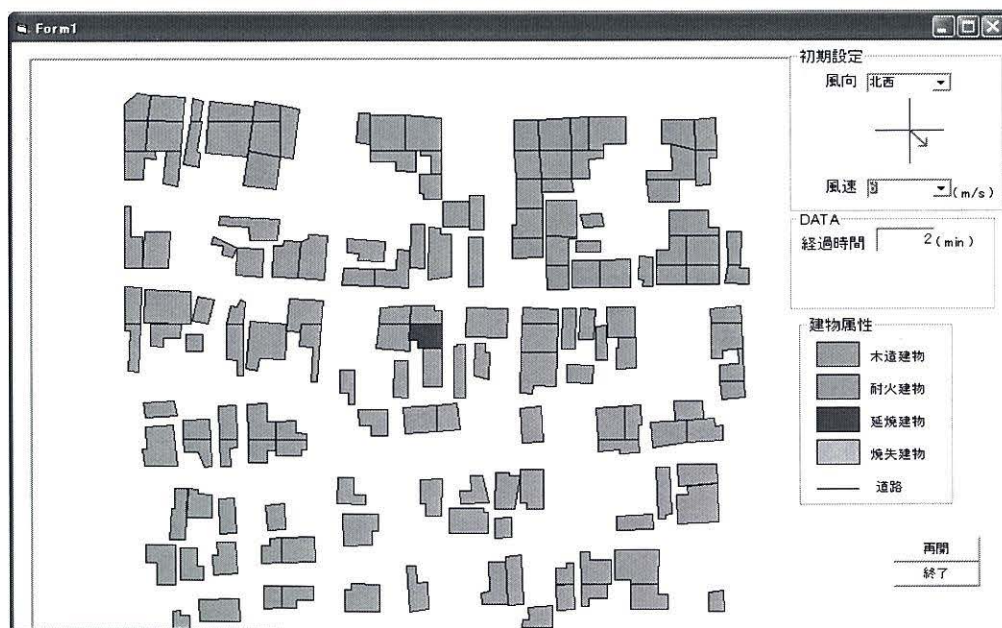 Form1
初期設定
風向 北西
風速 (m/s)
DATA
経過時間 2(min)
建物属性
木造建物
耐火建物
延焼建物
焼失建物
道路
再開
終了